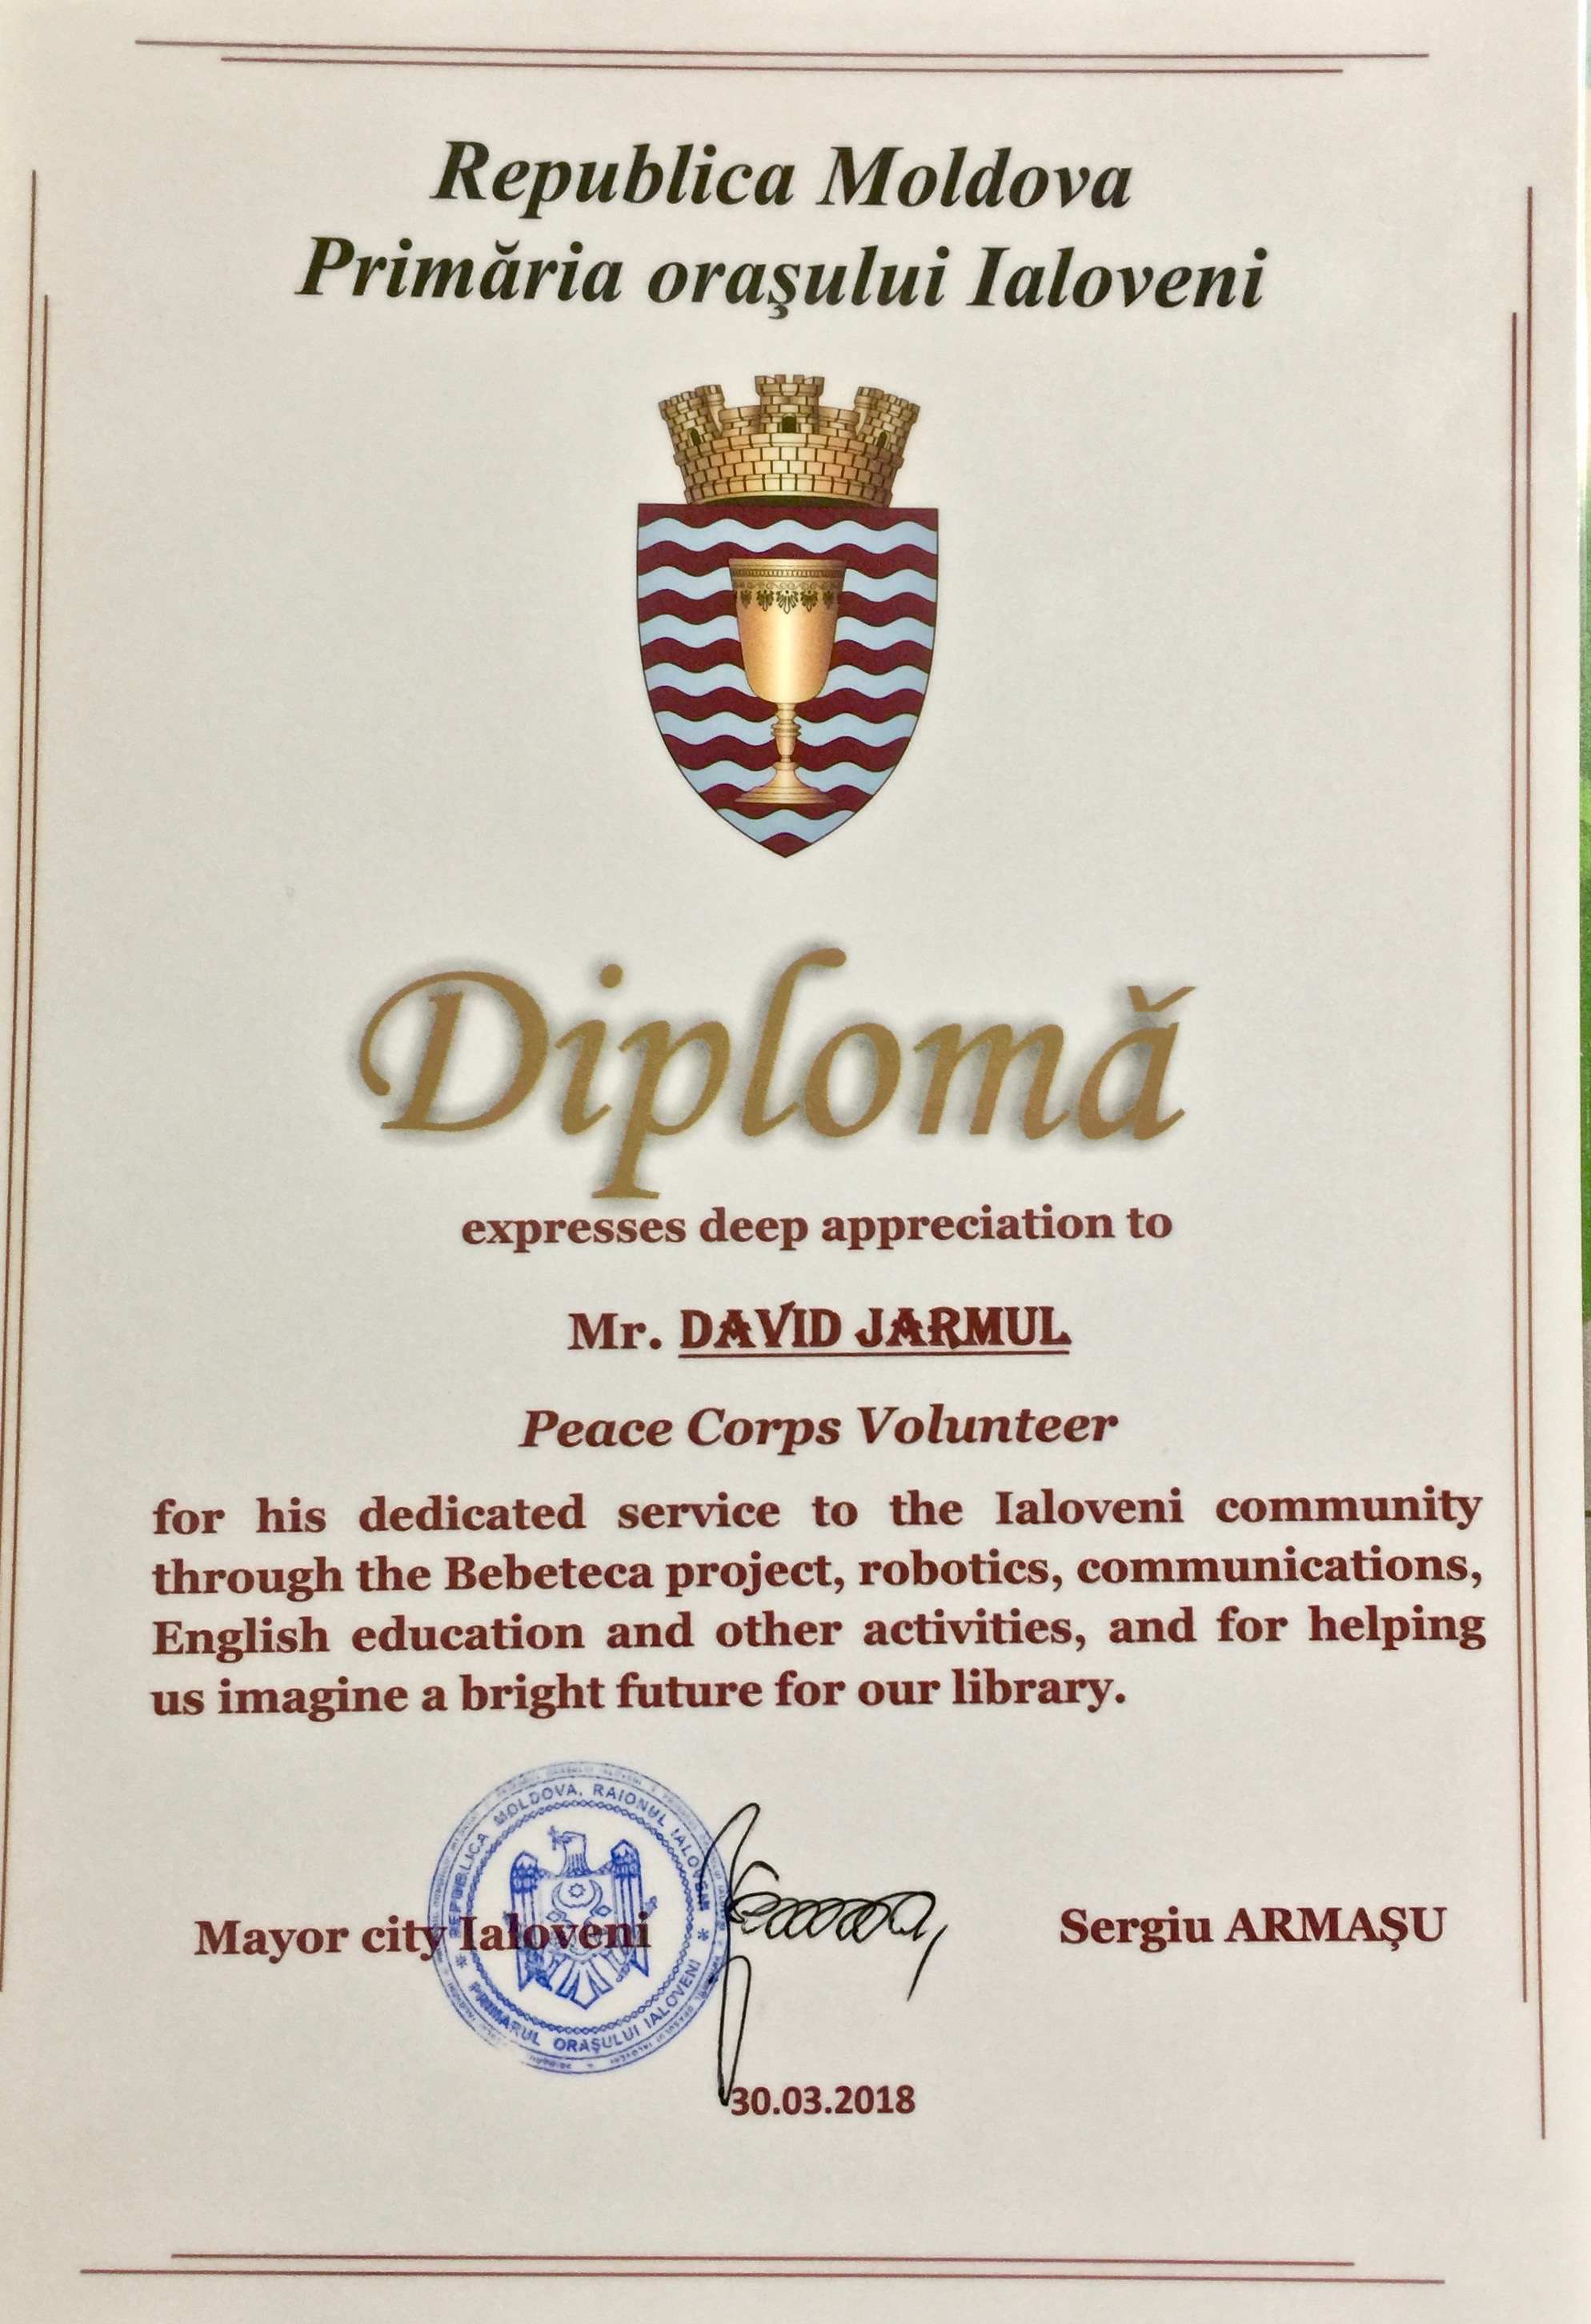 Republica Moldova
Primăria oraşului Ialoveni
Diplomă
expresses deep appreciation to
Mr. DAVID JARMUL
Peace Corps Volunteer
for his dedicated service to the Ialoveni community
through the Bebeteca project, robotics, communications,
English education and other activities, and for helping
us imagine a bright future for our library.
REPUBLICA MOLDOVA, RAIONUL IALOVENI
Mayor city Ialoveni
Sergiu ARMAŞU
* PRIMARUL ORAŞULUI IALOVENI *
30.03.2018